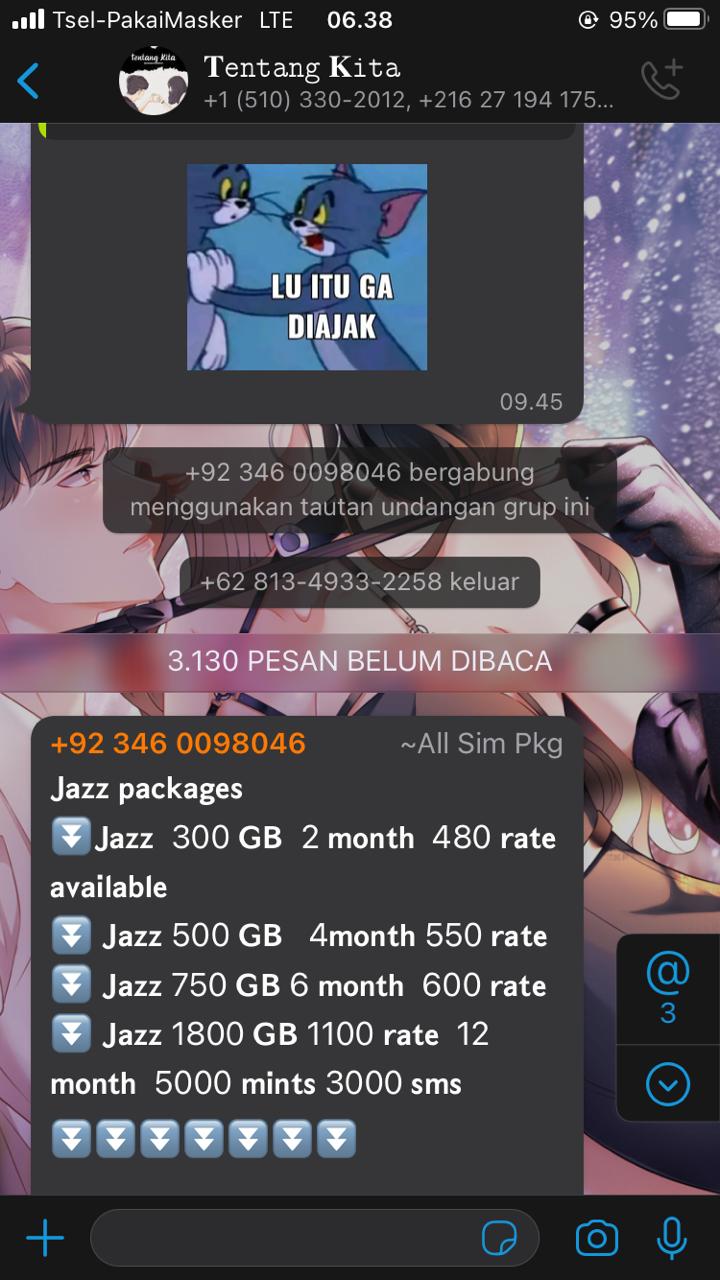 Tsel-PakaiMasker LTE 06.38 95%
Tentang Kita
Tentang Kita
+1 (510) 330-2012, +216 27 194 175...
LU ITU GA
DIAJAK
09.45
+92 346 0098046 bergabung
menggunakan tautan undangan grup ini
+62 813-4933-2258 keluar
3.130 PESAN BELUM DIBACA
+92 346 0098046 ~All Sim Pkg
Jazz packages
⏬Jazz 300 GB 2 month 480 rate
available
⏬ Jazz 500 GB 4month 550 rate
⏬ Jazz 750 GB 6 month 600 rate
⏬ Jazz 1800 GB 1100 rate 12
month 5000 mints 3000 sms
⏬⏬⏬⏬⏬⏬⏬
@
3